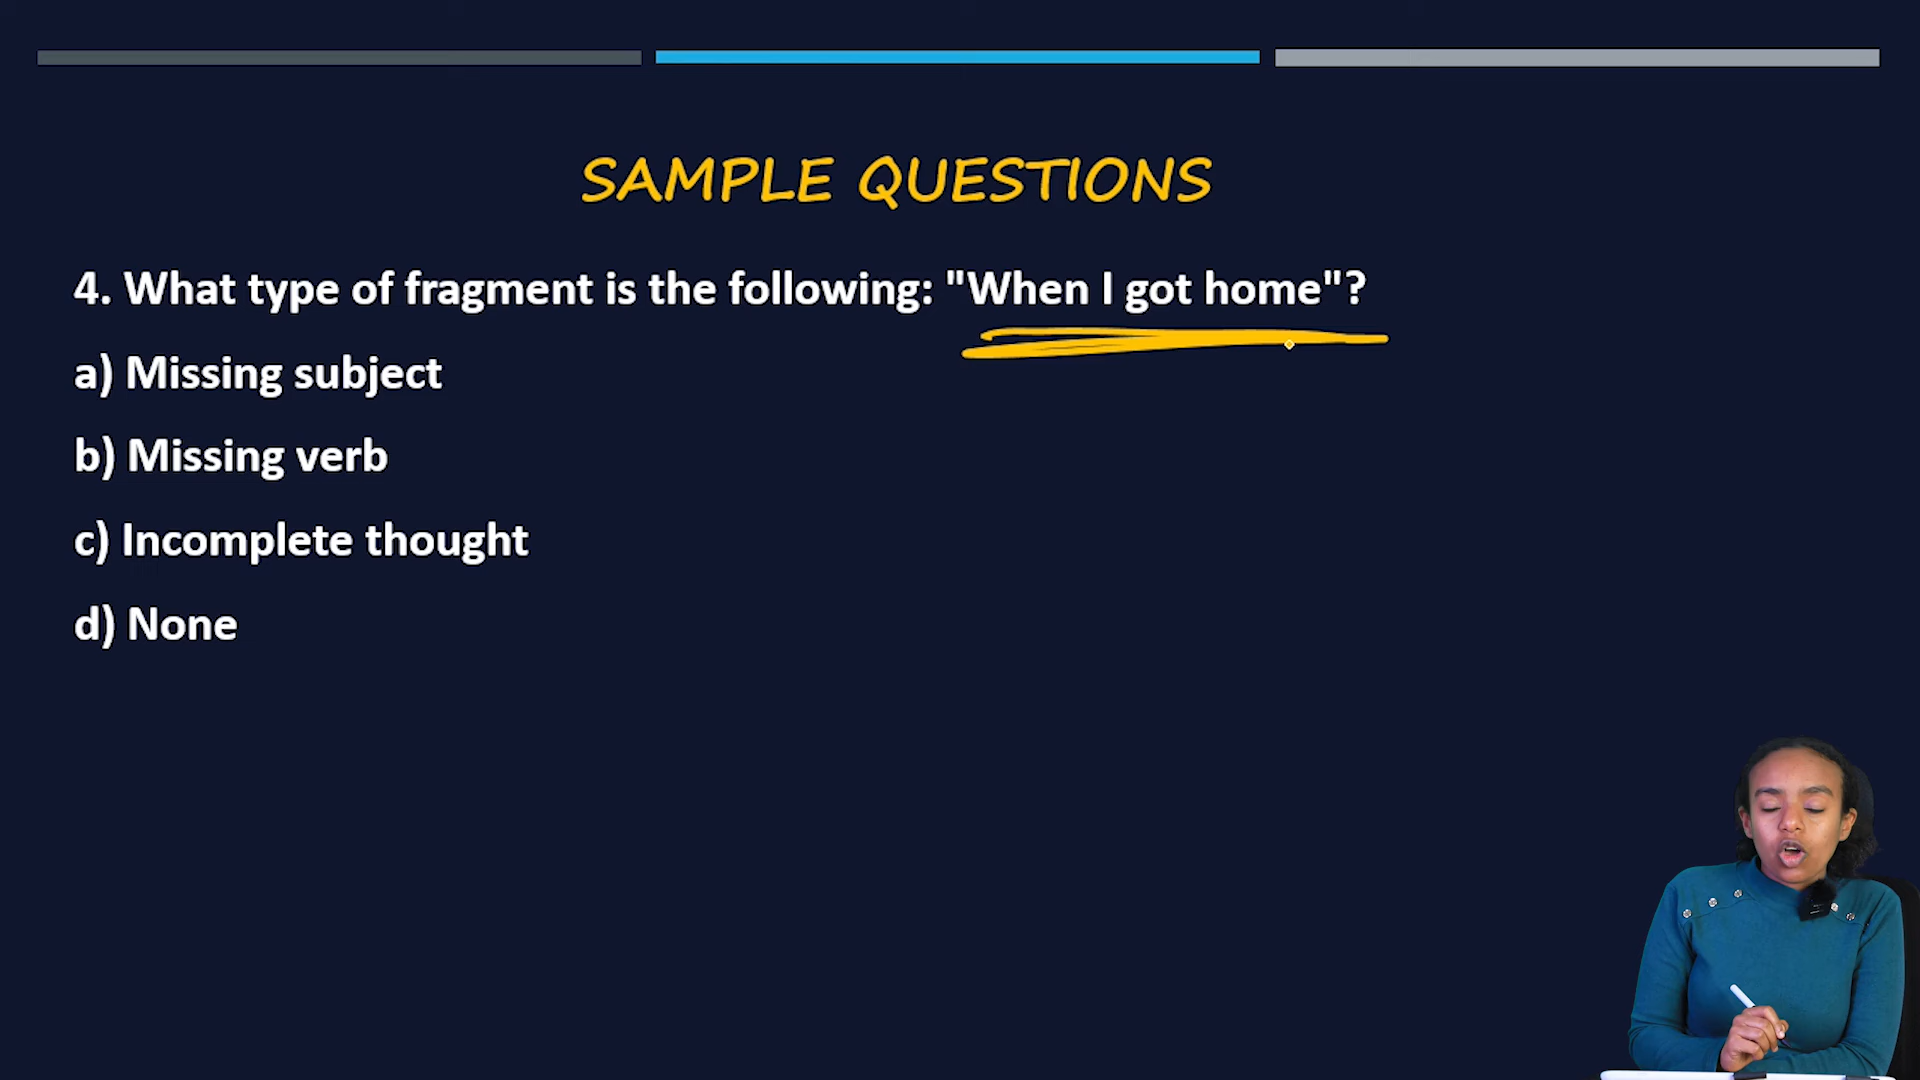 SAMPLE QUESTIONS
4. What type of fragment is the following: "When I got home"?
a) Missing subject
b) Missing verb
c) Incomplete thought
d) None